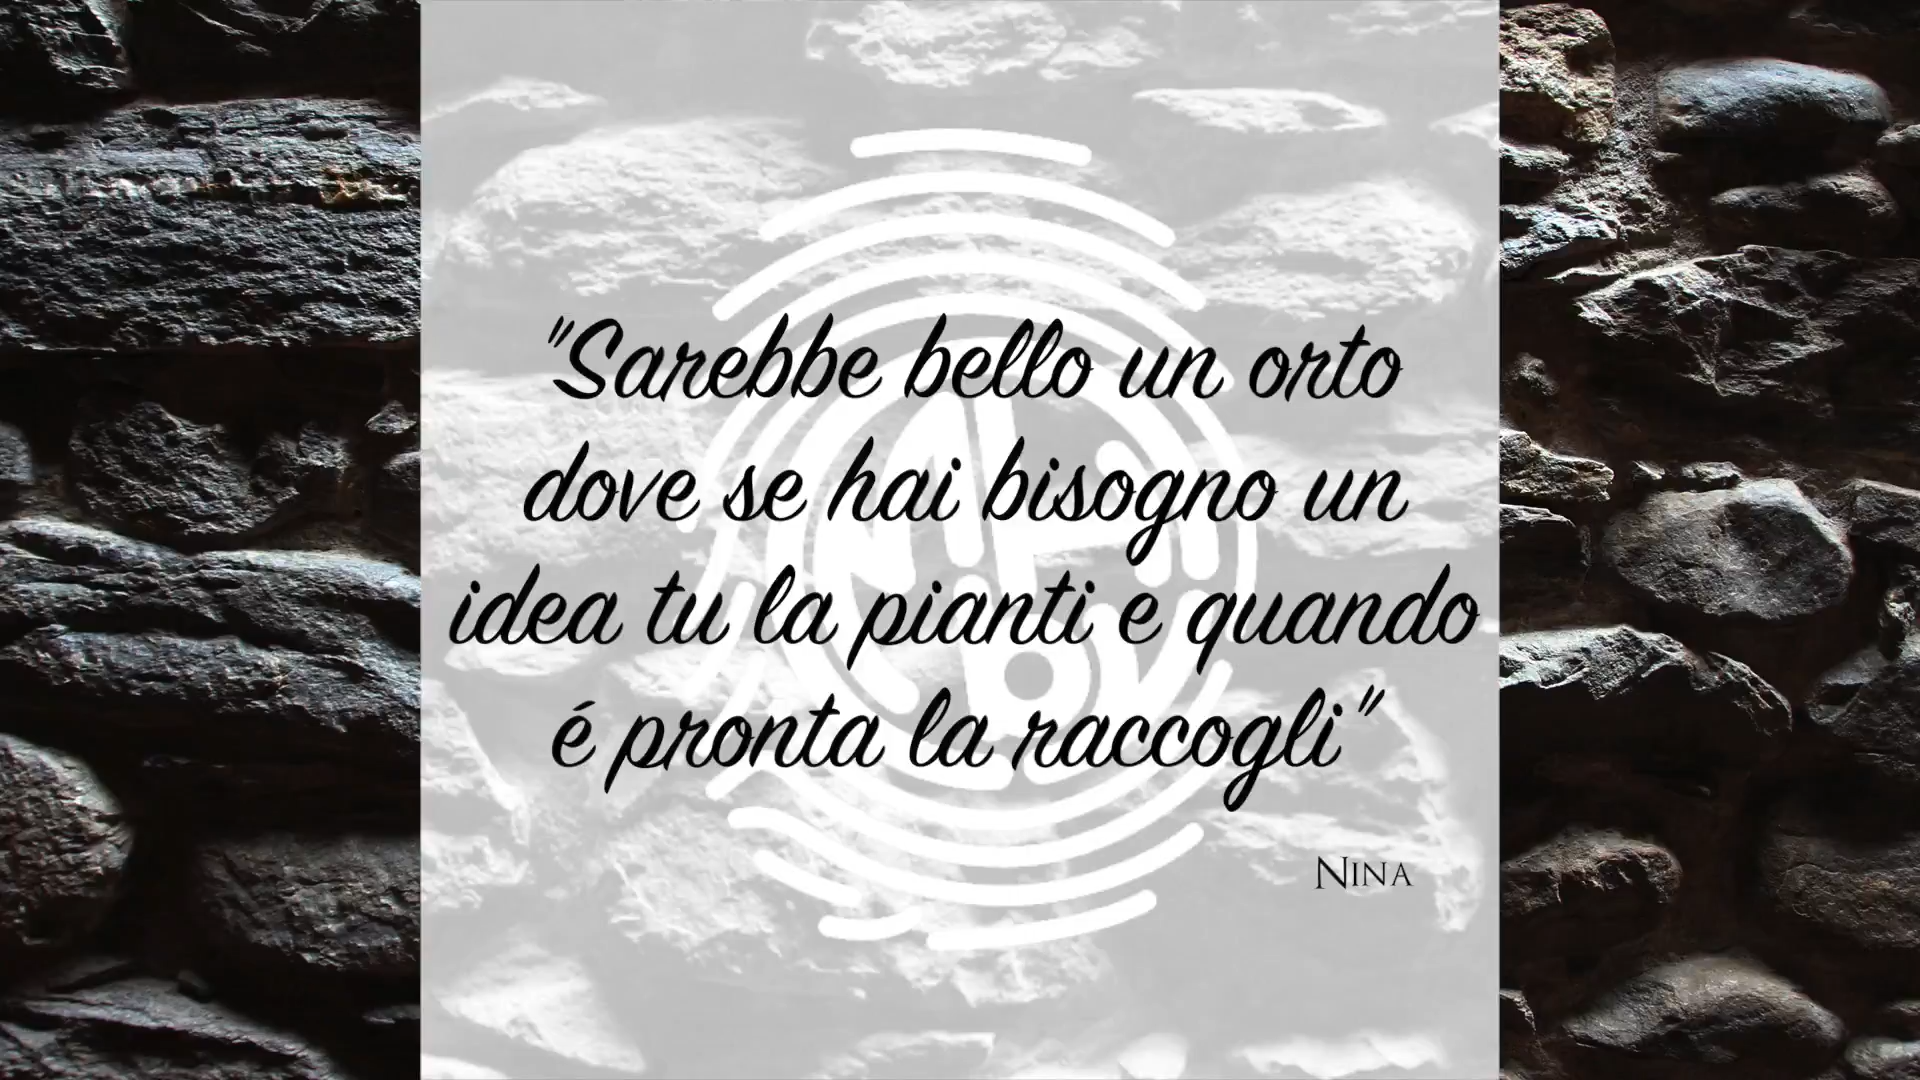 "Sarebbe bello un orto
dove se hai bisogno un
idea tu la pianti e quando
é pronta la raccogli"
Nina